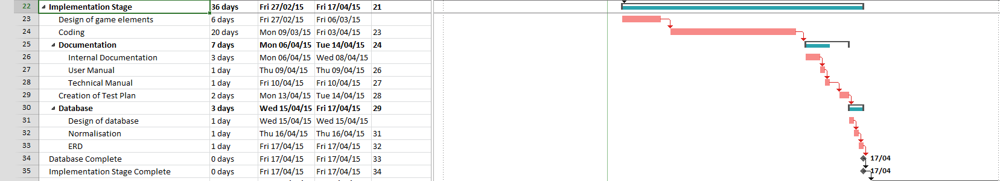 22 Implementation Stage 36 days Fri 27/02/15 Fri 17/04/15 21
23 Design of game elements 6 days Fri 27/02/15 Fri 06/03/15
24 Coding 20 days Mon 09/03/15 Fri 03/04/15 23
25 Documentation 7 days Mon 06/04/15 Tue 14/04/15 24
26 Internal Documentation 3 days Mon 06/04/15 Wed 08/04/15
27 User Manual 1 day Thu 09/04/15 Thu 09/04/15 26
28 Technical Manual 1 day Fri 10/04/15 Fri 10/04/15 27
29 Creation of Test Plan 2 days Mon 13/04/15 Tue 14/04/15 28
30 Database 3 days Wed 15/04/15 Fri 17/04/15 29
31 Design of database 1 day Wed 15/04/15 Wed 15/04/15
32 Normalisation 1 day Thu 16/04/15 Thu 16/04/15 31
33 ERD 1 day Fri 17/04/15 Fri 17/04/15 32
34 Database Complete 0 days Fri 17/04/15 Fri 17/04/15 33 17/04
35 Implementation Stage Complete 0 days Fri 17/04/15 Fri 17/04/15 34 17/04